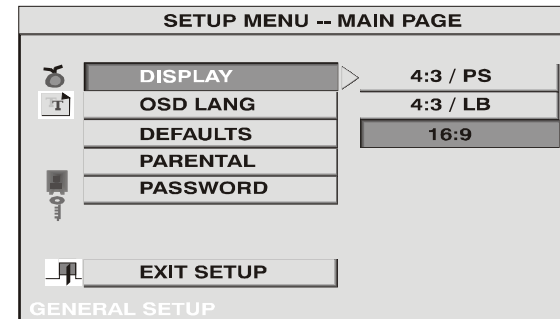 SETUP MENU -- MAIN PAGE
DISPLAY 4:3 / PS
OSD LANG 4:3 / LB
DEFAULTS 16:9
PARENTAL
PASSWORD
EXIT SETUP
GENERAL SETUP